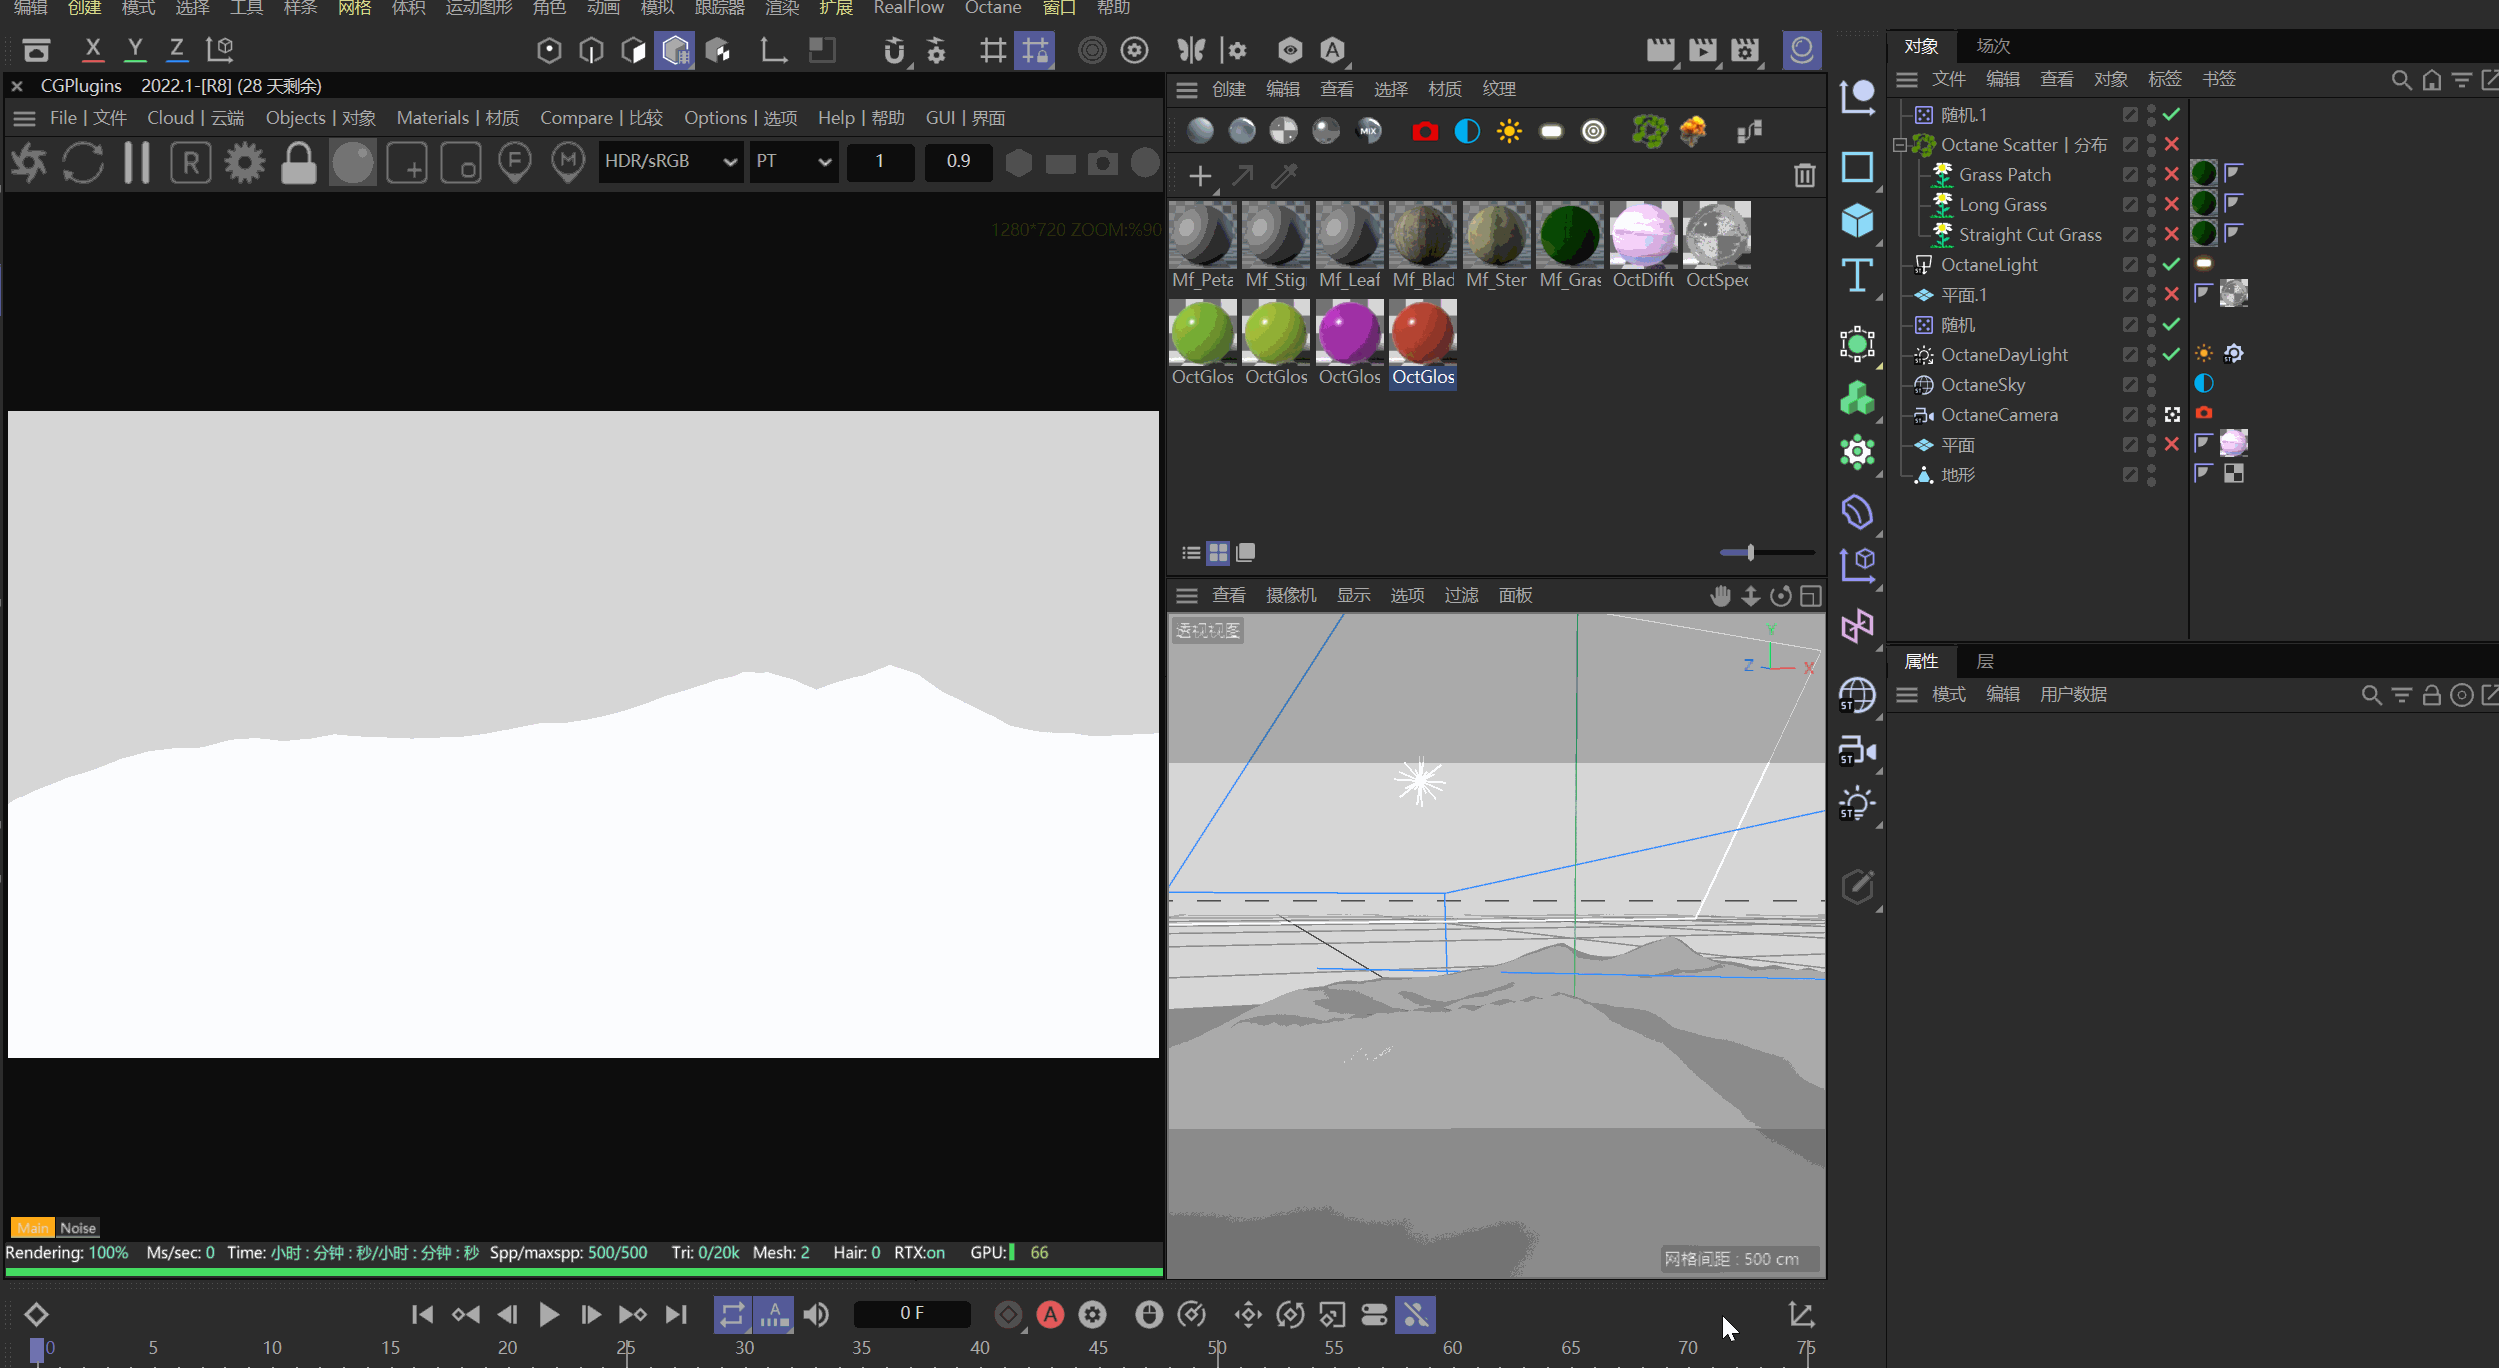 编辑 创建 模式 选择 工具 样条 网格 体积 运动图形 角色 动画 模拟 跟踪器 渲染 扩展 RealFlow Octane 窗口 帮助
X Y Z
CGPlugins 2022.1-[R8] (28 天剩余)
File | 文件 Cloud | 云端 Objects | 对象 Materials | 材质 Compare | 比较 Options | 选项 Help | 帮助 GUI | 界面
R F M HDR/sRGB PT 1 0.9
1280*720 ZOOM:%90
Main Noise
Rendering: 100% Ms/sec: 0 Time: 小时 : 分钟 : 秒/小时 : 分钟 : 秒 Spp/maxspp: 500/500 Tri: 0/20k Mesh: 2 Hair: 0 RTX:on GPU: 66
创建 编辑 查看 选择 材质 纹理
MIX
Mf_Peta Mf_Stig Mf_Leaf Mf_Blad Mf_Ster Mf_Gras OctDiffu OctSpec
OctGlos OctGlos OctGlos OctGlos
查看 摄像机 显示 选项 过滤 面板
透视视图
Y
Z X
网格间距 : 500 cm
ST
ST
ST
对象 场次
文件 编辑 查看 对象 标签 书签
随机.1
Octane Scatter | 分布
Grass Patch
Long Grass
Straight Cut Grass
OctaneLight
平面.1
随机
OctaneDayLight
OctaneSky
OctaneCamera
平面
地形
属性 层
模式 编辑 用户数据
A A 0 F
0 5 10 15 20 25 30 35 40 45 50 55 60 65 70 75